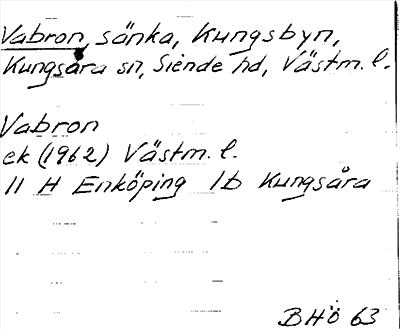 Vabron, sänka, Kungsbyn,
Kungsåra sn, Siende hd, Västm. l.
Vabron
ek (1962) Västm. l.
11 H Enköping 1b Kungsåra
BHÖ 63